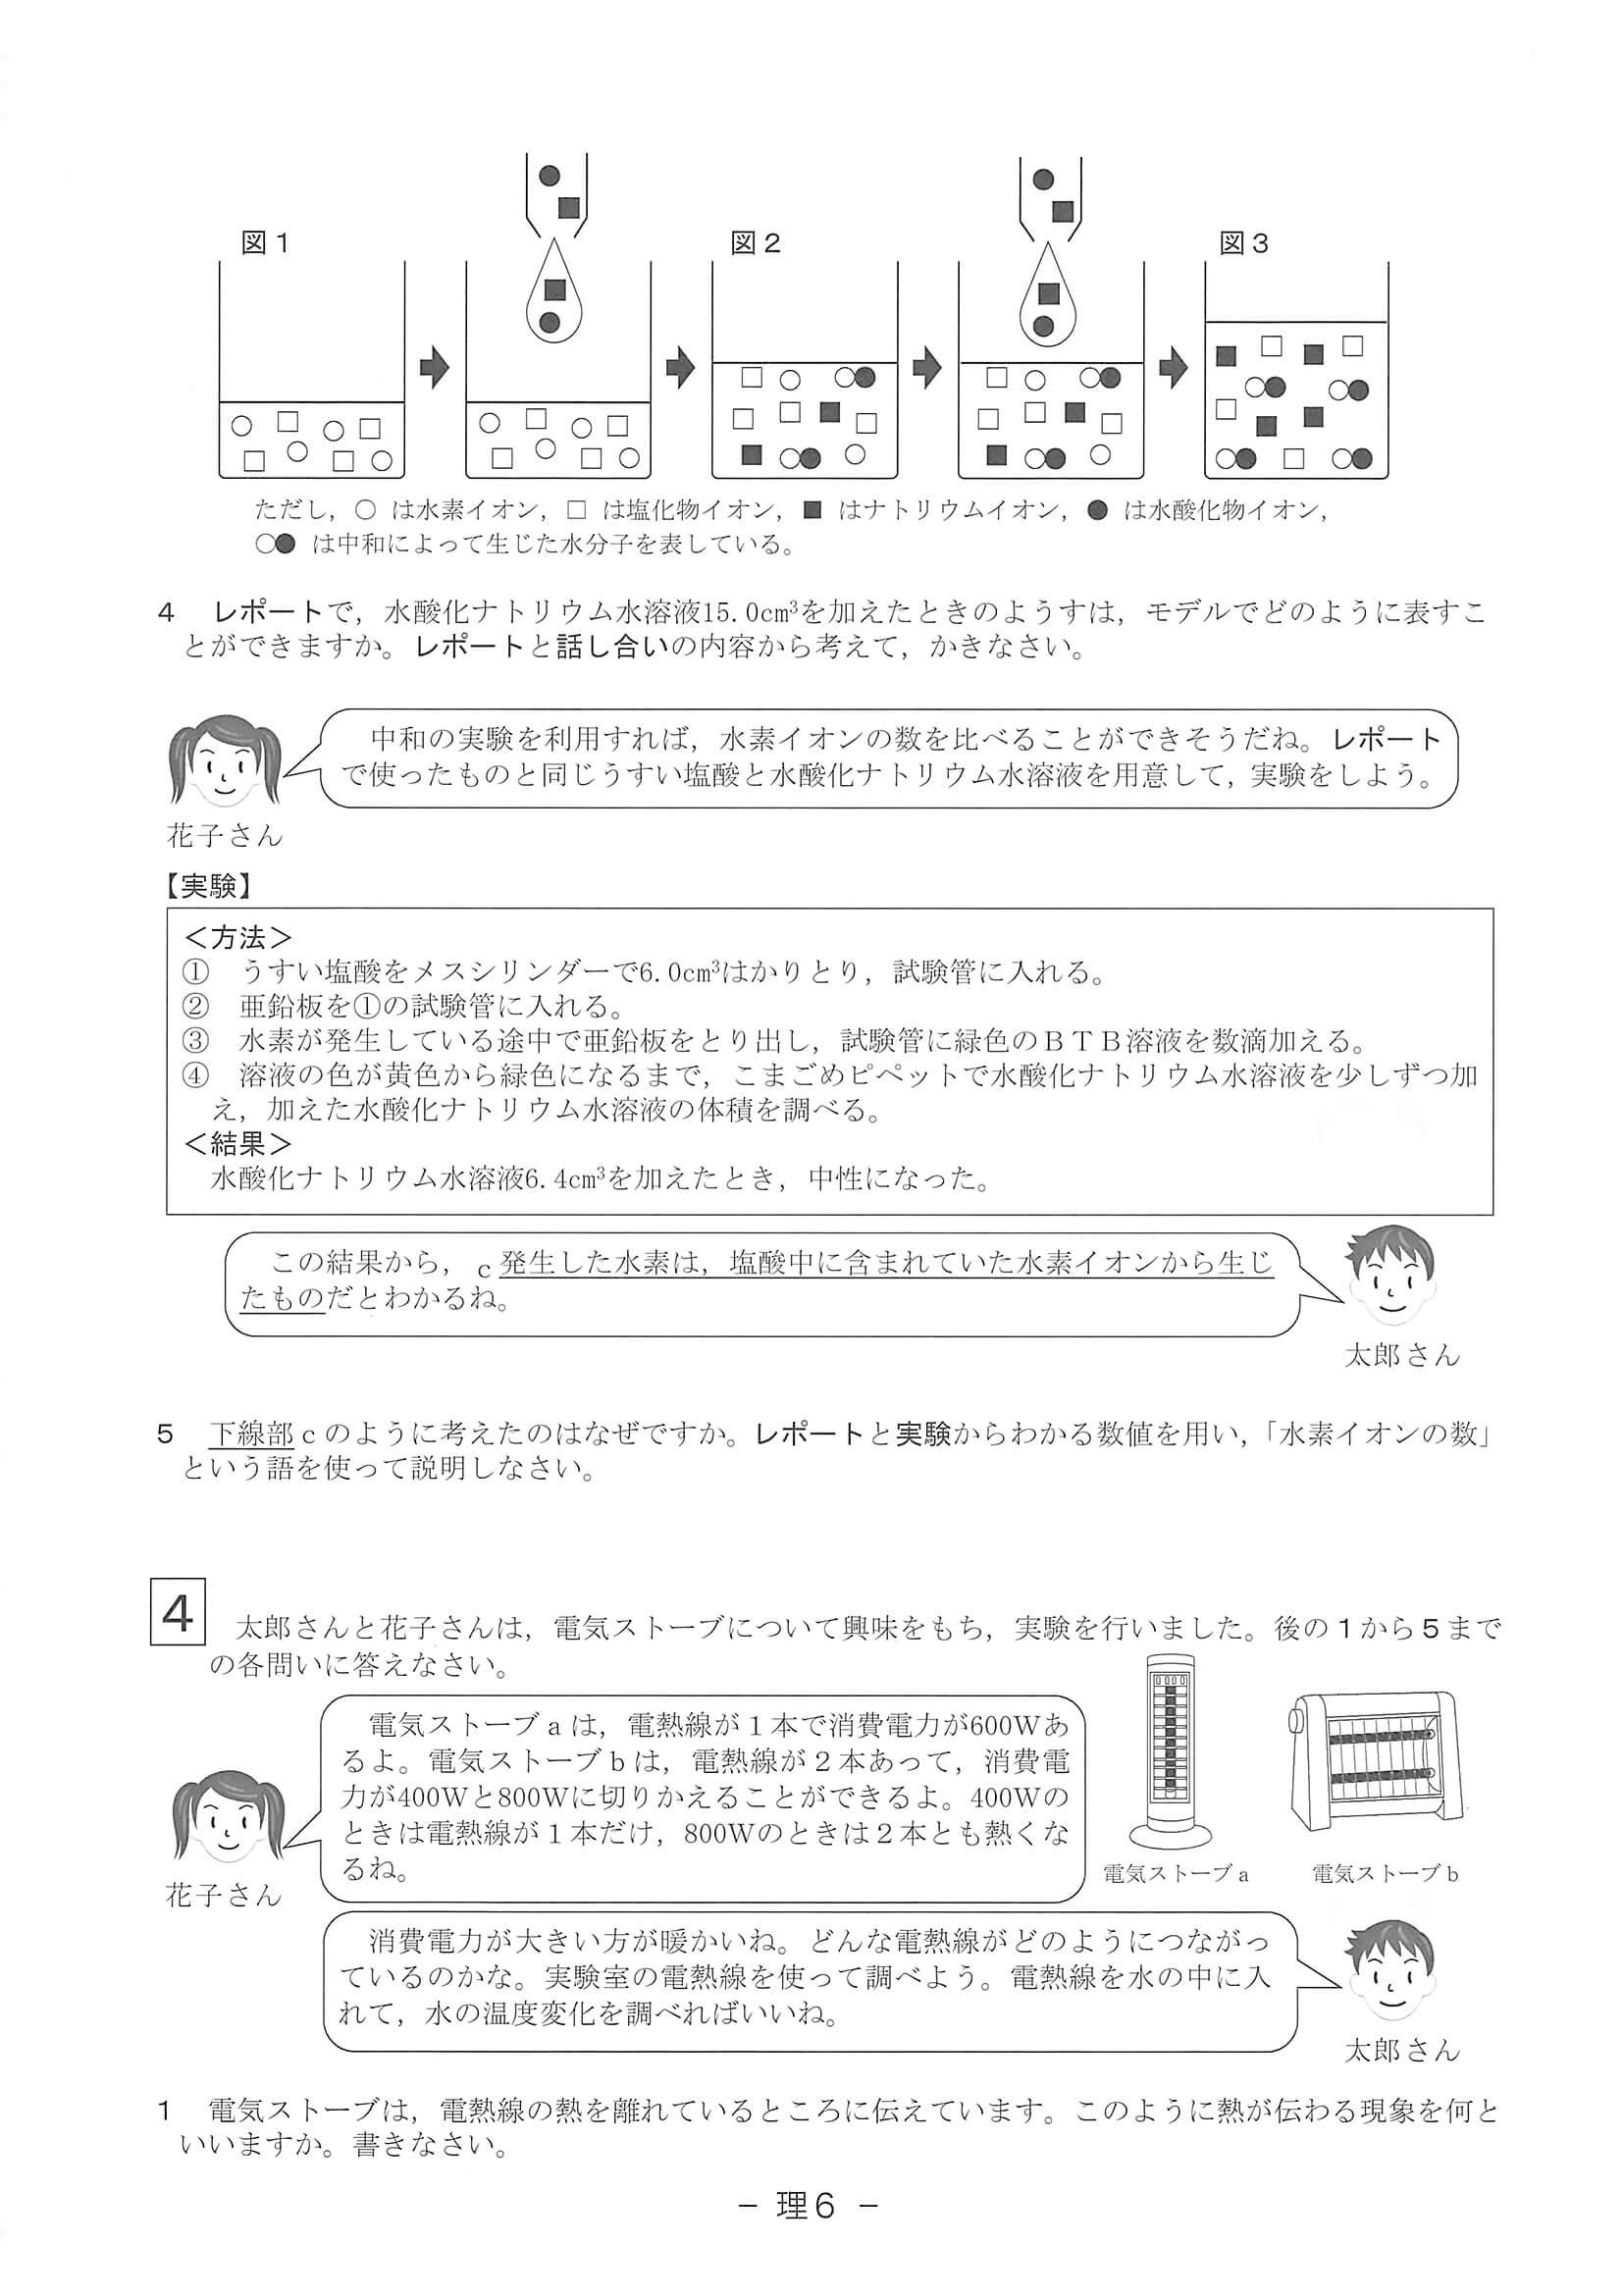 図1
図2
図3
ただし，○ は水素イオン，□ は塩化物イオン，■ はナトリウムイオン，● は水酸化物イオン，
○● は中和によって生じた水分子を表している。
4　レポートで，水酸化ナトリウム水溶液15.0cm³を加えたときのようすは，モデルでどのように表すこ
とができますか。レポートと話し合いの内容から考えて，かきなさい。
中和の実験を利用すれば，水素イオンの数を比べることができそうだね。レポート
で使ったものと同じうすい塩酸と水酸化ナトリウム水溶液を用意して，実験をしよう。
花子さん
【実験】
＜方法＞
①　うすい塩酸をメスシリンダーで6.0cm³はかりとり，試験管に入れる。
②　亜鉛板を①の試験管に入れる。
③　水素が発生している途中で亜鉛板をとり出し，試験管に緑色のＢＴＢ溶液を数滴加える。
④　溶液の色が黄色から緑色になるまで，こまごめピペットで水酸化ナトリウム水溶液を少しずつ加
え，加えた水酸化ナトリウム水溶液の体積を調べる。
＜結果＞
水酸化ナトリウム水溶液6.4cm³を加えたとき，中性になった。
この結果から，c発生した水素は，塩酸中に含まれていた水素イオンから生じ
たものだとわかるね。
太郎さん
5　下線部ｃのように考えたのはなぜですか。レポートと実験からわかる数値を用い，「水素イオンの数」
という語を使って説明しなさい。
4　太郎さんと花子さんは，電気ストーブについて興味をもち，実験を行いました。後の1から5まで
の各問いに答えなさい。
電気ストーブａは，電熱線が１本で消費電力が600Wあ
るよ。電気ストーブｂは，電熱線が２本あって，消費電
力が400Wと800Wに切りかえることができるよ。400Wの
ときは電熱線が１本だけ，800Wのときは２本とも熱くな
るね。
花子さん
電気ストーブａ
電気ストーブｂ
消費電力が大きい方が暖かいね。どんな電熱線がどのようにつながっ
ているのかな。実験室の電熱線を使って調べよう。電熱線を水の中に入
れて，水の温度変化を調べればいいね。
太郎さん
1　電気ストーブは，電熱線の熱を離れているところに伝えています。このように熱が伝わる現象を何と
いいますか。書きなさい。
－ 理6 －